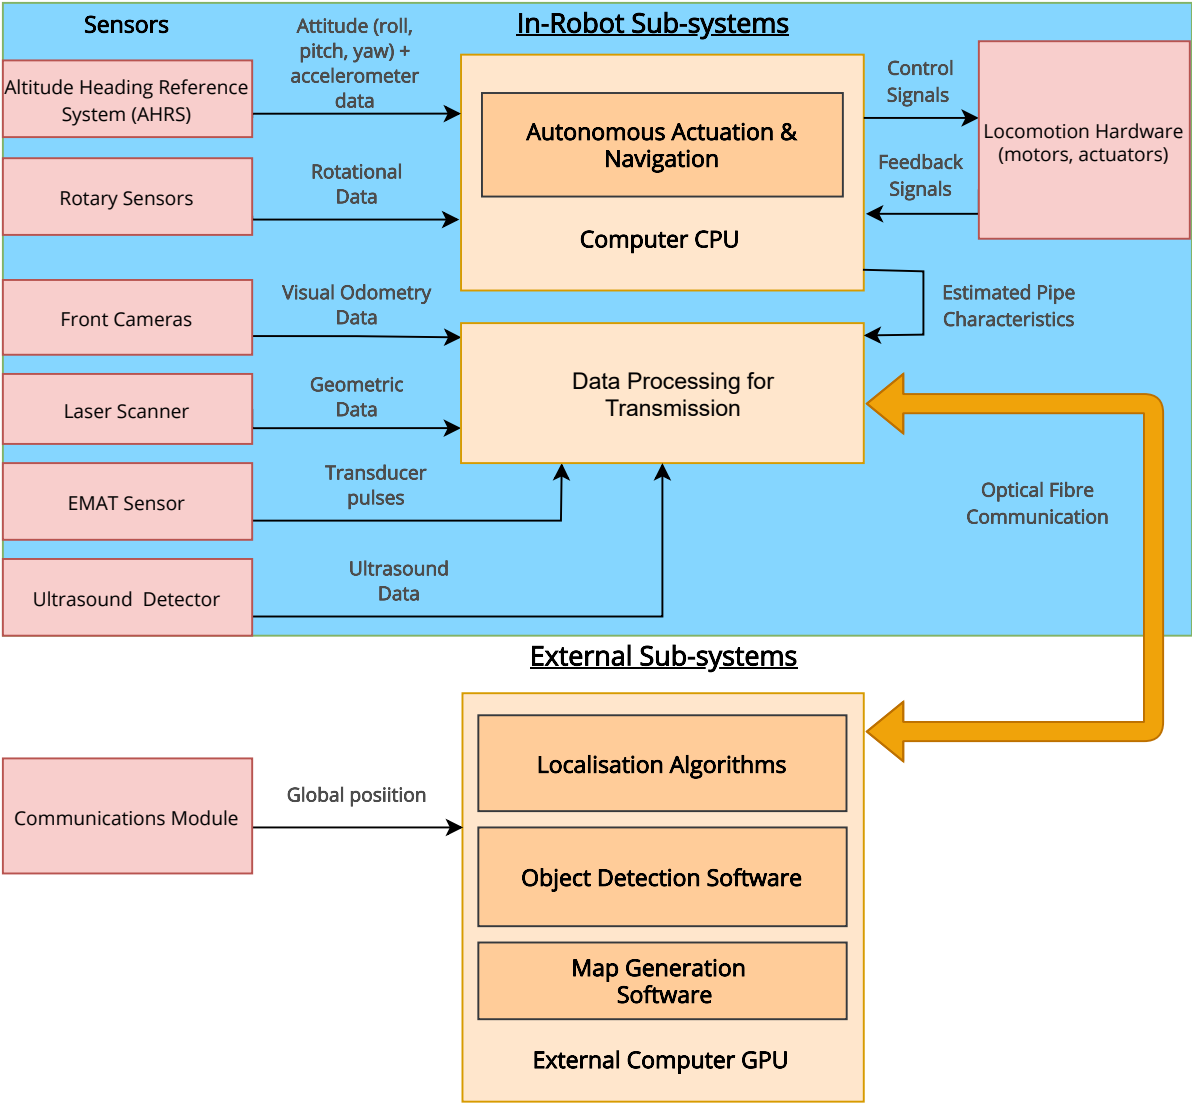 Sensors
In-Robot Sub-systems
Attitude (roll,
pitch, yaw) +
accelerometer
data
Altitude Heading Reference
System (AHRS)
Autonomous Actuation &
Navigation
Computer CPU
Control
Signals
Locomotion Hardware
(motors, actuators)
Feedback
Signals
Rotational
Data
Rotary Sensors
Visual Odometry
Data
Front Cameras
Estimated Pipe
Characteristics
Data Processing for
Transmission
Geometric
Data
Laser Scanner
Transducer
pulses
EMAT Sensor
Optical Fibre
Communication
Ultrasound
Data
Ultrasound Detector
External Sub-systems
Localisation Algorithms
Global posiition
Communications Module
Object Detection Software
Map Generation
Software
External Computer GPU